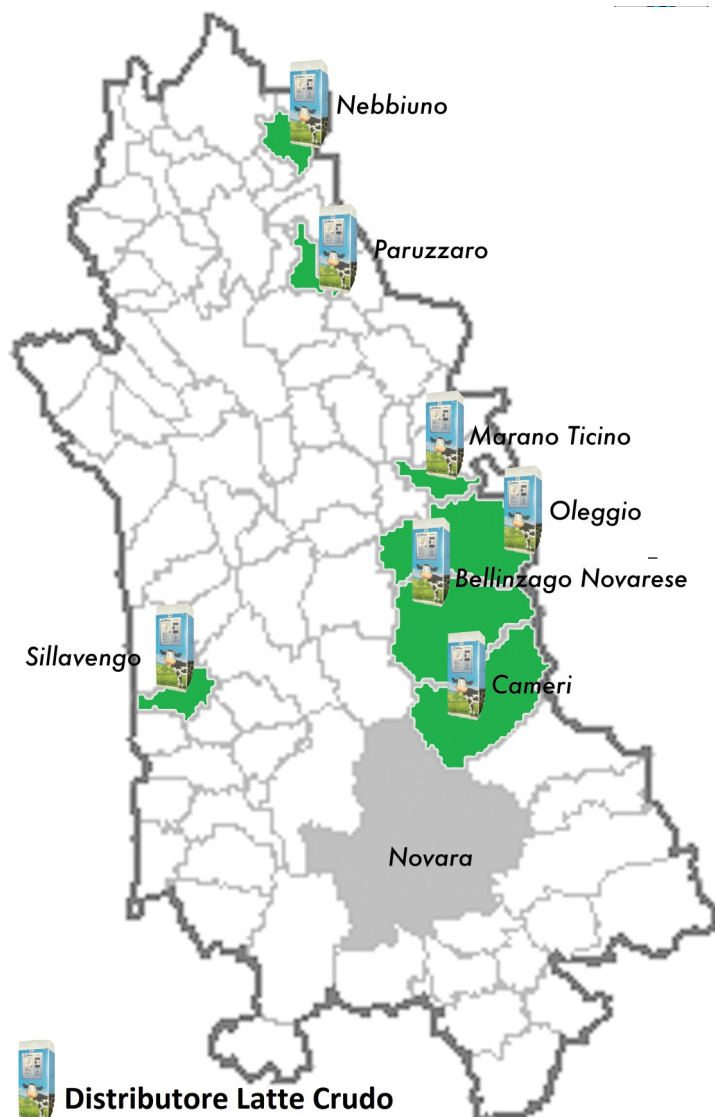 Nebbiuno
Paruzzaro
Marano Ticino
Oleggio
Bellinzago Novarese
Sillavengo
Cameri
Novara
Distributore Latte Crudo